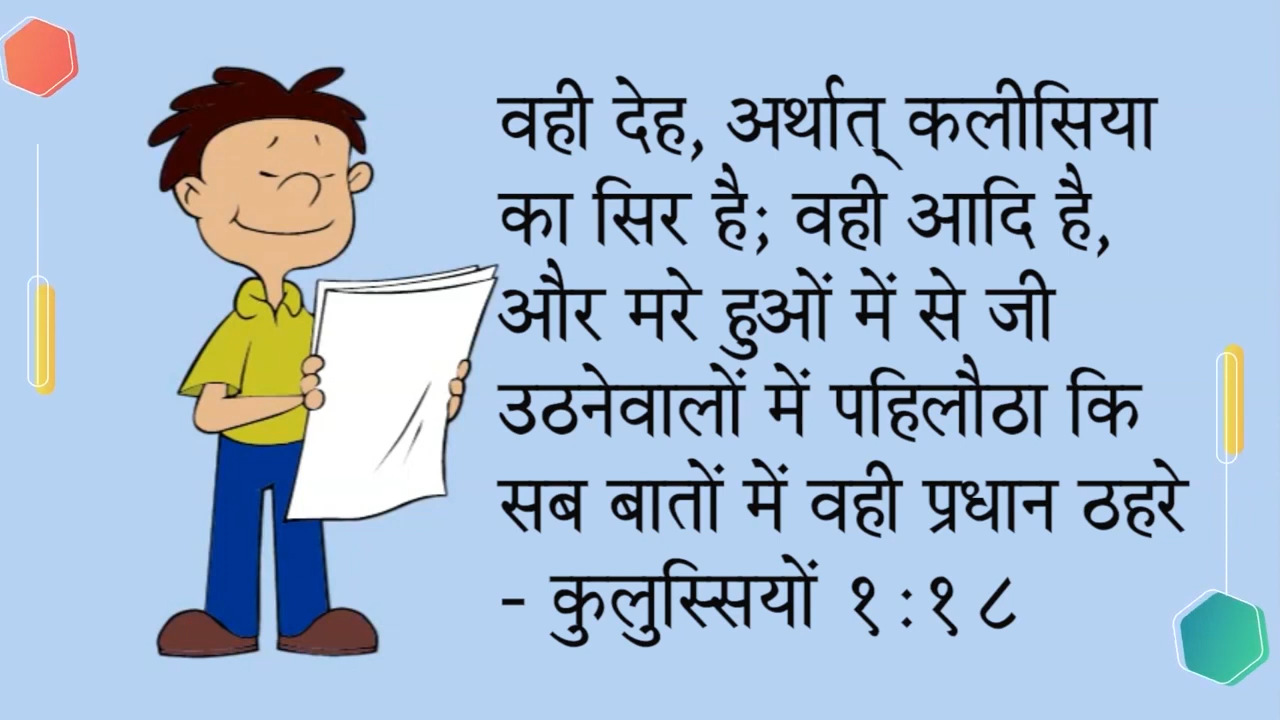 वही देह, अर्थात् कलीसिया
का सिर है; वही आदि है,
और मरे हुओं में से जी
उठनेवालों में पहिलौठा कि
सब बातों में वही प्रधान ठहरे
- कुलुस्सियों १:१८